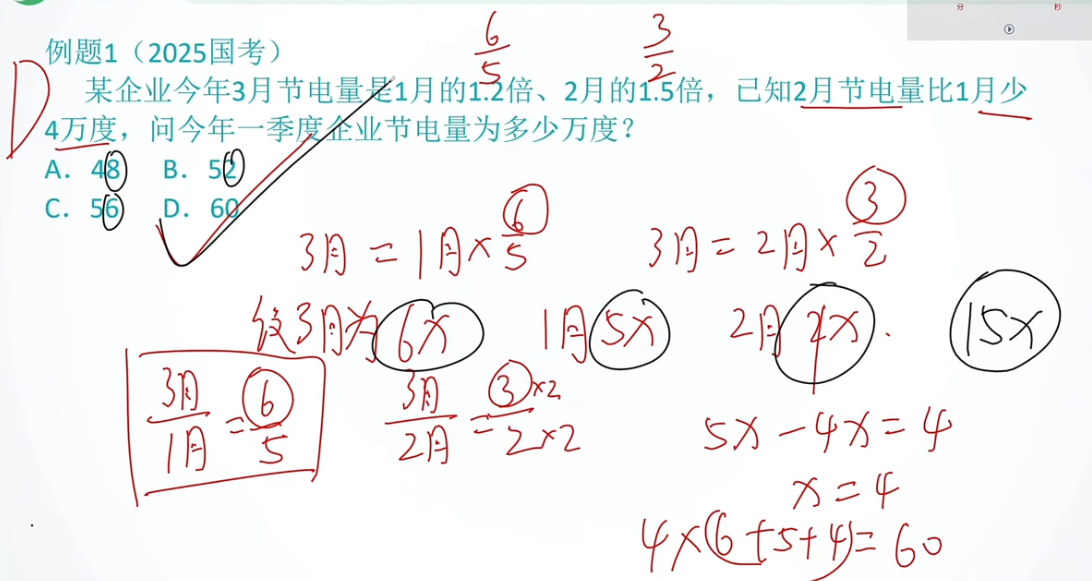 分 秒
6/5 3/2
例题1（2025国考）
D
某企业今年3月节电量是1月的1.2倍、2月的1.5倍，已知2月节电量比1月少
4万度，问今年一季度企业节电量为多少万度？
A. 48 B. 52
C. 56 D. 60
3月 = 1月 × 6/5 3月 = 2月 × 3/2
设3月为6x 1月5x 2月4x. 15x
3月/1月 = 6/5 3月/2月 = 3×2/2×2
5x − 4x = 4
x = 4
4×(6+5+4) = 60